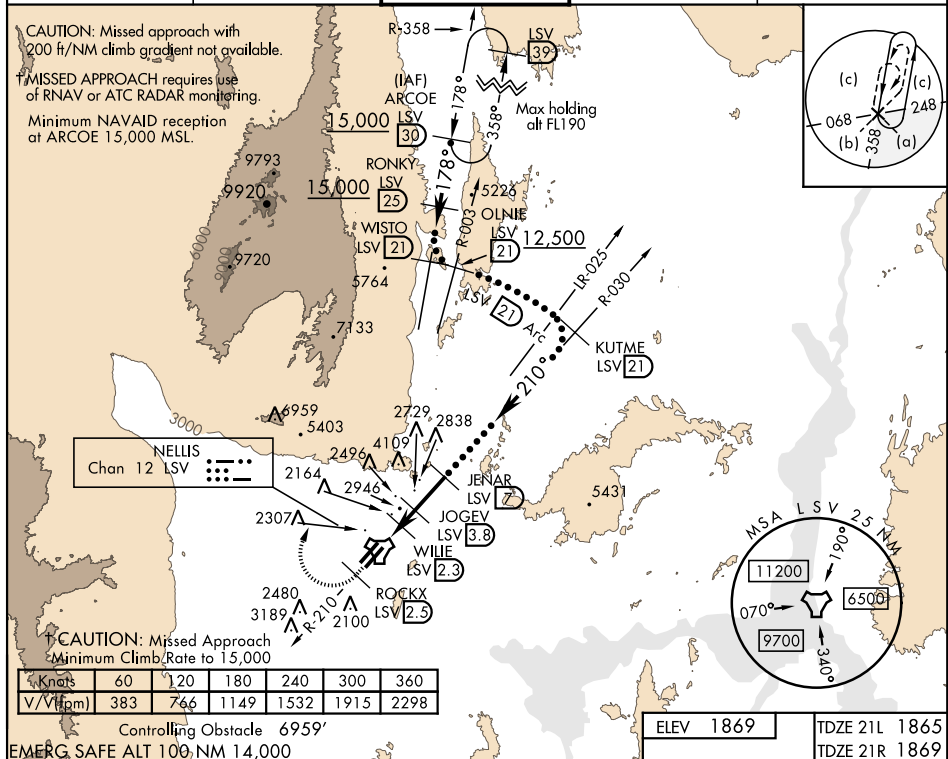 CAUTION: Missed approach with
200 ft/NM climb gradient not available.
† MISSED APPROACH requires use
of RNAV or ATC RADAR monitoring.
Minimum NAVAID reception
at ARCOE 15,000 MSL.
R-358
LSV
39
(IAF)
ARCOE
LSV
30
15,000
178°
358°
Max holding
alt FL190
178°
RONKY
LSV
25
15,000
5226
R-003
OLNIE
LSV
21
12,500
WISTO
LSV 21
5764
9793
9920
9720
6000
9000
7133
LSV 21 Arc
LR-025
R-030
KUTME
LSV 21
210°
(c)
(c)
068
248
(b)
358
(a)
3000
6959
5403
2729
2838
4109
2496
NELLIS
Chan 12 LSV
2164
2946
2307
JENAR
LSV 7
5431
JOGEV
LSV 3.8
WILIE
LSV 2.3
ROCKX
LSV 2.5
2480
3189
R-210
2100
MSA LSV 25 NM
190°
11200
070°
6500
9700
340°
† CAUTION: Missed Approach
Minimum Climb Rate to 15,000
Knots 60 120 180 240 300 360
V/V(fpm) 383 766 1149 1532 1915 2298
Controlling Obstacle 6959'
EMERG SAFE ALT 100 NM 14,000
ELEV 1869
TDZE 21L 1865
TDZE 21R 1869